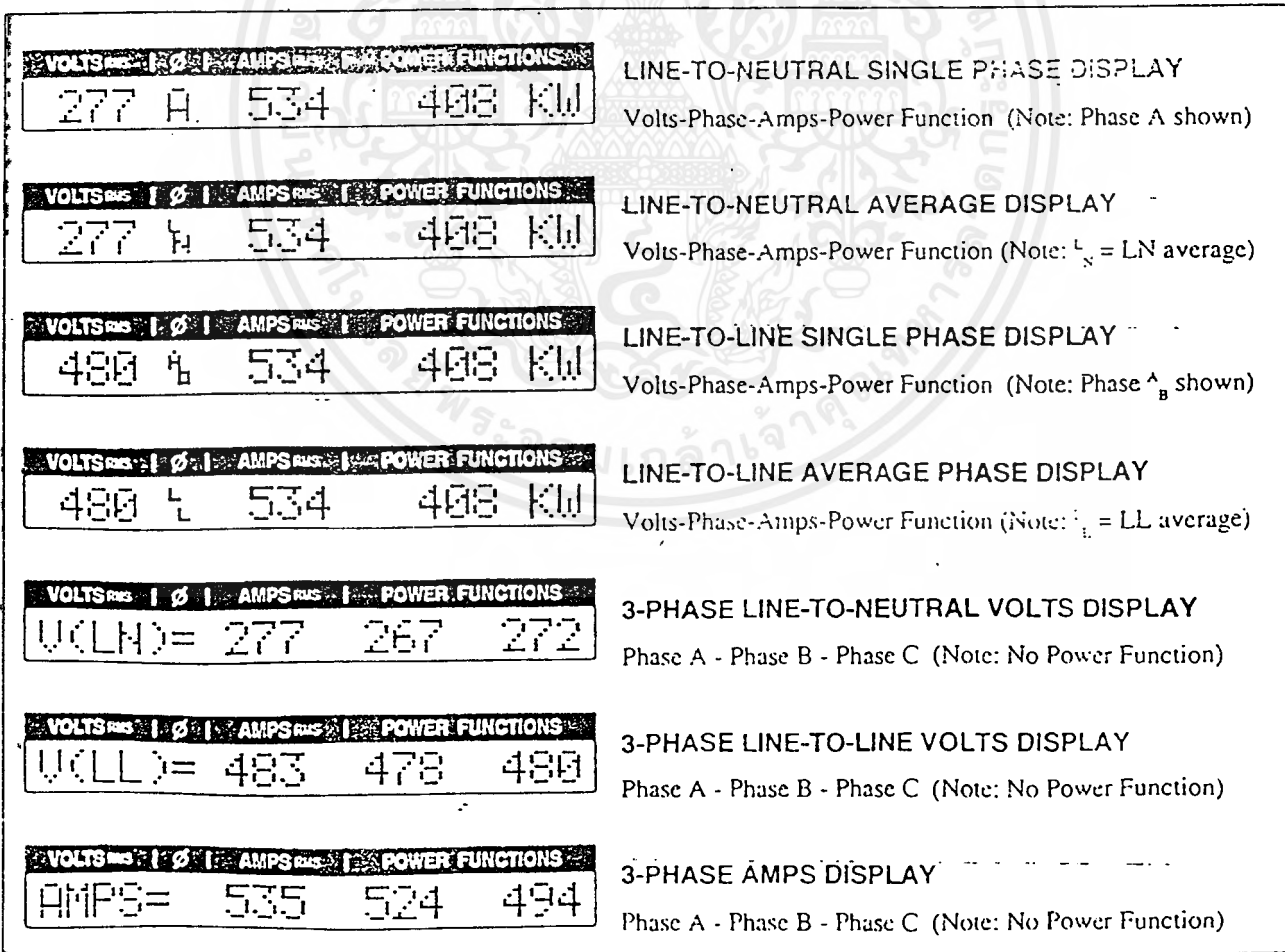 VOLTS RMS | Ø | AMPS RMS | POWER FUNCTIONS
277 A. 534 408 KW
LINE-TO-NEUTRAL SINGLE PHASE DISPLAY
Volts-Phase-Amps-Power Function (Note: Phase A shown)
VOLTS RMS | Ø | AMPS RMS | POWER FUNCTIONS
277 L N 534 408 KW
LINE-TO-NEUTRAL AVERAGE DISPLAY
Volts-Phase-Amps-Power Function (Note: L N = LN average)
VOLTS RMS | Ø | AMPS RMS | POWER FUNCTIONS
480 A b 534 408 KW
LINE-TO-LINE SINGLE PHASE DISPLAY
Volts-Phase-Amps-Power Function (Note: Phase A B shown)
VOLTS RMS | Ø | AMPS RMS | POWER FUNCTIONS
480 L L 534 408 KW
LINE-TO-LINE AVERAGE PHASE DISPLAY
Volts-Phase-Amps-Power Function (Note: L L = LL average)
VOLTS RMS | Ø | AMPS RMS | POWER FUNCTIONS
V(LN)= 277 267 272
3-PHASE LINE-TO-NEUTRAL VOLTS DISPLAY
Phase A - Phase B - Phase C (Note: No Power Function)
VOLTS RMS | Ø | AMPS RMS | POWER FUNCTIONS
V(LL)= 483 478 480
3-PHASE LINE-TO-LINE VOLTS DISPLAY
Phase A - Phase B - Phase C (Note: No Power Function)
VOLTS RMS | Ø | AMPS RMS | POWER FUNCTIONS
AMPS= 535 524 494
3-PHASE AMPS DISPLAY
Phase A - Phase B - Phase C (Note: No Power Function)